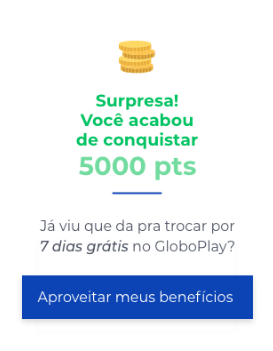 Surpresa!
Você acabou
de conquistar
5000 pts
Já viu que da pra trocar por
7 dias grátis no GloboPlay?
Aproveitar meus benefícios